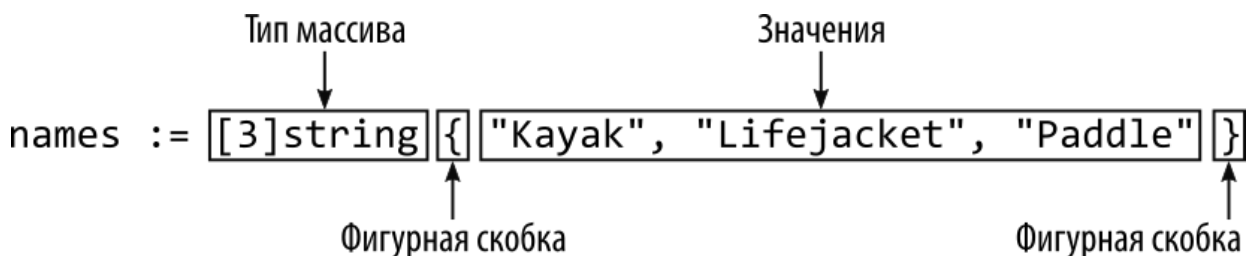 Тип массива Значения
names := [3]string { "Kayak", "Lifejacket", "Paddle" }
Фигурная скобка Фигурная скобка